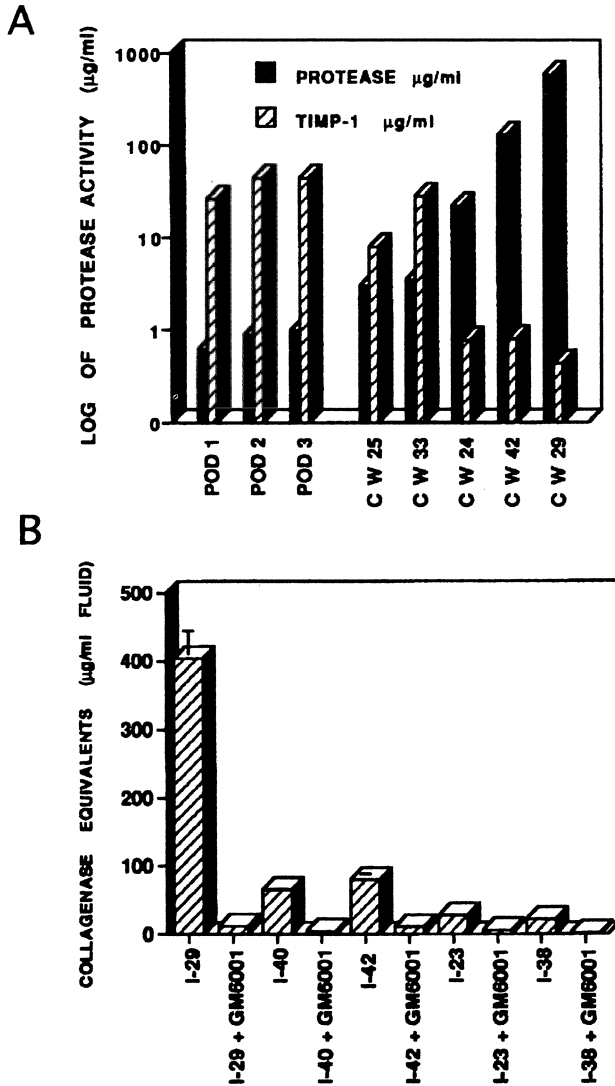 A
LOG OF PROTEASE ACTIVITY (µg/ml)
1000
100
10
1
0
PROTEASE µg/ml
TIMP-1 µg/ml
POD 1
POD 2
POD 3
C W 25
C W 33
C W 24
C W 42
C W 29
B
COLLAGENASE EQUIVALENTS (µg/ml FLUID)
500
400
300
200
100
0
I-29
I-29 + GM6001
I-40
I-40 + GM6001
I-42
I-42 + GM6001
I-23
I-23 + GM6001
I-38
I-38 + GM6001